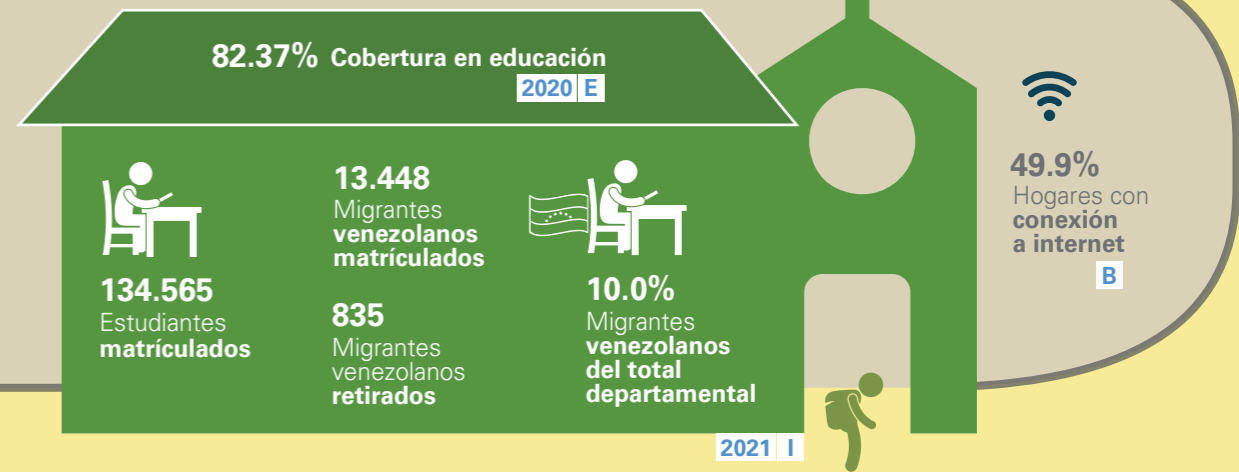 82.37% Cobertura en educación
2020 E
134.565
Estudiantes
matrículados
13.448
Migrantes
venezolanos
matrículados
835
Migrantes
venezolanos
retirados
10.0%
Migrantes
venezolanos
del total
departamental
2021 I
49.9%
Hogares con
conexión
a internet
B